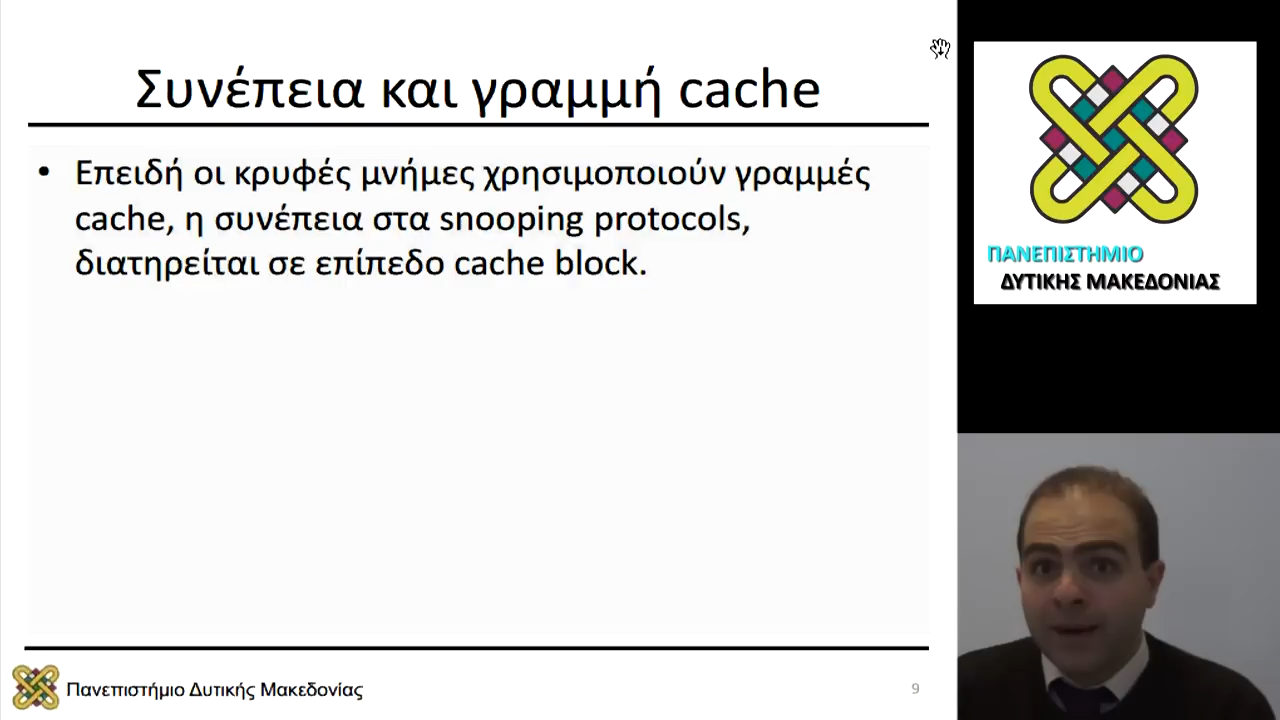 Συνέπεια και γραμμή cache
• Επειδή οι κρυφές μνήμες χρησιμοποιούν γραμμές
cache, η συνέπεια στα snooping protocols,
διατηρείται σε επίπεδο cache block.
Πανεπιστήμιο Δυτικής Μακεδονίας
9
ΠΑΝΕΠΙΣΤΗΜΙΟ
ΔΥΤΙΚΗΣ ΜΑΚΕΔΟΝΙΑΣ